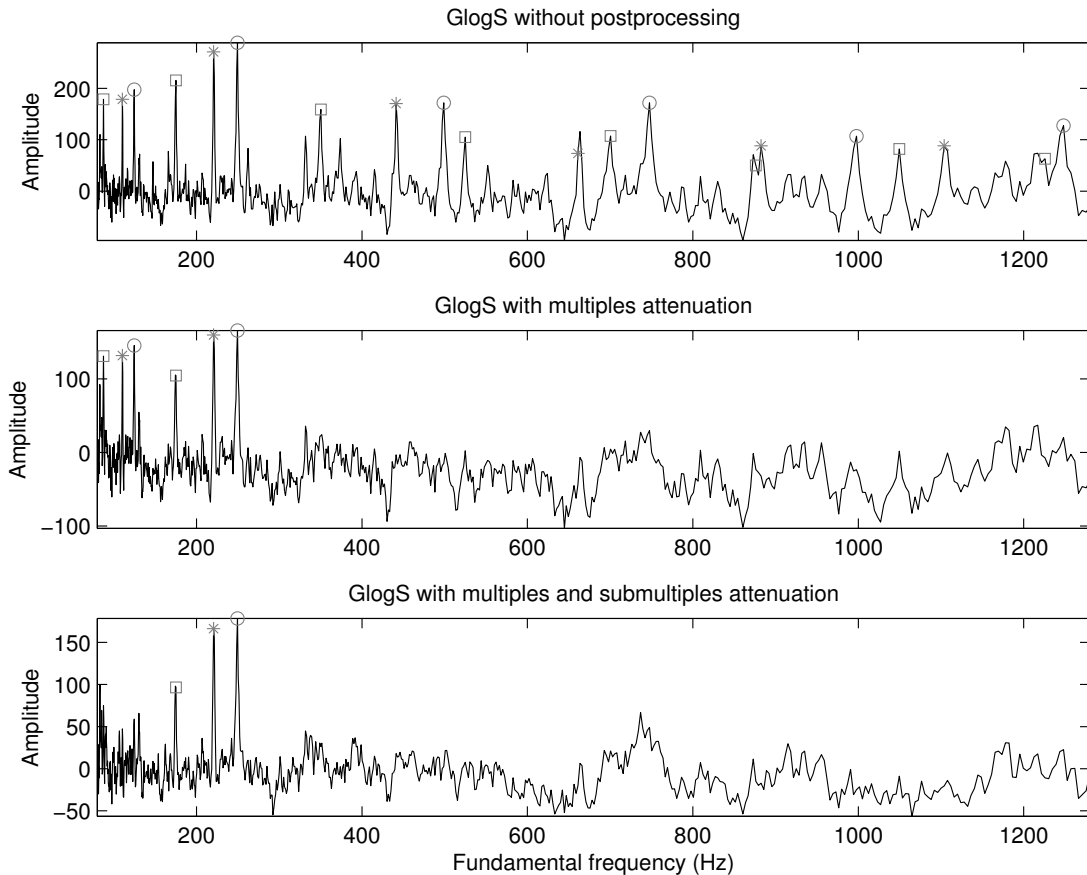 GlogS without postprocessing
Amplitude
200
100
0
200 400 600 800 1000 1200
GlogS with multiples attenuation
Amplitude
100
0
−100
200 400 600 800 1000 1200
GlogS with multiples and submultiples attenuation
Amplitude
150
100
50
0
−50
200 400 600 800 1000 1200
Fundamental frequency (Hz)